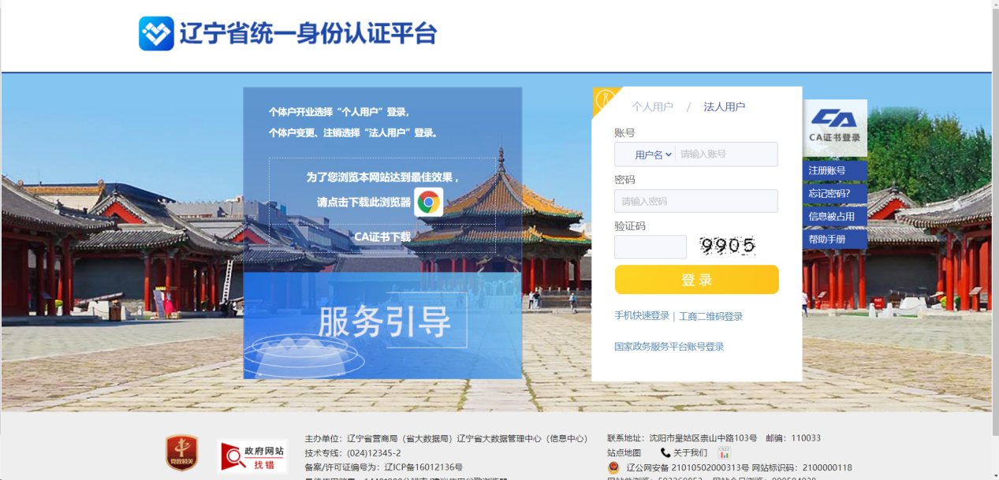 辽宁省统一身份认证平台
个体户开业选择“个人用户”登录，
个体户变更、注销选择“法人用户”登录。
为了您浏览本网站达到最佳效果，
请点击下载此浏览器
CA证书下载
服务引导
个人用户 / 法人用户
账号
用户名 请输入账号
密码
请输入密码
验证码
9905
登 录
手机快速登录 | 工商二维码登录
国家政务服务平台账号登录
CA证书登录
注册账号
忘记密码?
信息被占用
帮助手册
党政机关
政府网站
找错
主办单位：辽宁省营商局（省大数据局）辽宁省大数据管理中心（信息中心）
技术专线：(024)12345-2
备案/许可证编号为：辽ICP备16012136号
联系地址：沈阳市皇姑区崇山中路103号 邮编：110033
站点地图 关于我们
辽公网安备 21010502000313号 网站标识码：2100000118